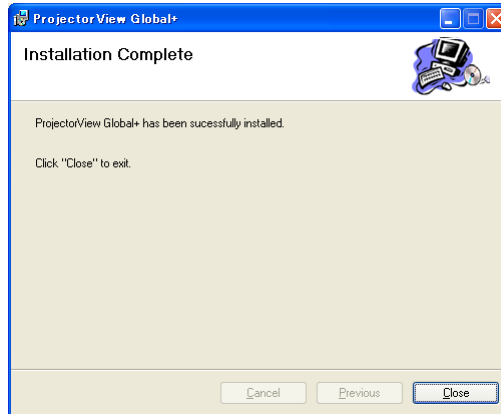 ProjectorView Global+
Installation Complete
ProjectorView Global+ has been sucessfully installed.
Click "Close" to exit.
Cancel Previous Close